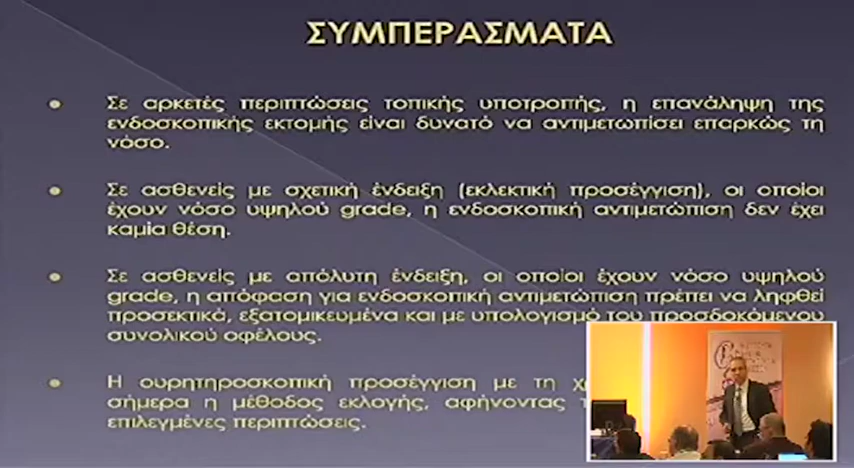 ΣΥΜΠΕΡΑΣΜΑΤΑ
Σε αρκετές περιπτώσεις τοπικής υποτροπής, η επανάληψη της
ενδοσκοπικής εκτομής είναι δυνατό να αντιμετωπίσει επαρκώς τη
νόσο.
Σε ασθενείς με σχετική ένδειξη (εκλεκτική προσέγγιση), οι οποίοι
έχουν νόσο υψηλού grade, η ενδοσκοπική αντιμετώπιση δεν έχει
καμία θέση.
Σε ασθενείς με απόλυτη ένδειξη, οι οποίοι έχουν νόσο υψηλού
grade, η απόφαση για ενδοσκοπική αντιμετώπιση πρέπει να ληφθεί
προσεκτικά, εξατομικευμένα και με υπολογισμό του προσδοκόμενου
συνολικού οφέλους.
Η ουρητηροσκοπική προσέγγιση με τη
σήμερα η μέθοδος εκλογής, αφήνοντας
επιλεγμένες περιπτώσεις.